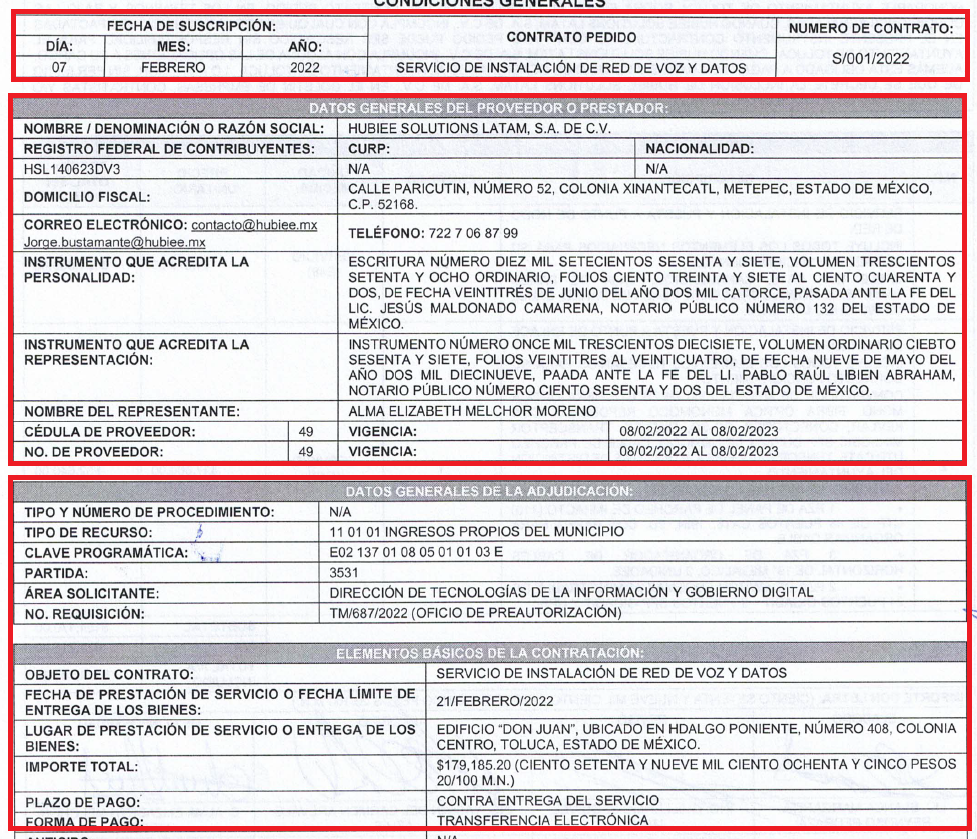 CONDICIONES GENERALES
FECHA DE SUSCRIPCIÓN:
CONTRATO PEDIDO
NUMERO DE CONTRATO:
DÍA: MES: AÑO:
07 FEBRERO 2022 SERVICIO DE INSTALACIÓN DE RED DE VOZ Y DATOS S/001/2022
DATOS GENERALES DEL PROVEEDOR O PRESTADOR:
NOMBRE / DENOMINACIÓN O RAZÓN SOCIAL: HUBIEE SOLUTIONS LATAM, S.A. DE C.V.
REGISTRO FEDERAL DE CONTRIBUYENTES: CURP: NACIONALIDAD:
HSL140623DV3 N/A N/A
DOMICILIO FISCAL: CALLE PARICUTIN, NÚMERO 52, COLONIA XINANTECATL, METEPEC, ESTADO DE MÉXICO,
C.P. 52168.
CORREO ELECTRÓNICO: contacto@hubiee.mx
Jorge.bustamante@hubiee.mx
TELÉFONO: 722 7 06 87 99
INSTRUMENTO QUE ACREDITA LA
PERSONALIDAD:
ESCRITURA NÚMERO DIEZ MIL SETECIENTOS SESENTA Y SIETE, VOLUMEN TRESCIENTOS
SETENTA Y OCHO ORDINARIO, FOLIOS CIENTO TREINTA Y SIETE AL CIENTO CUARENTA Y
DOS, DE FECHA VEINTITRÉS DE JUNIO DEL AÑO DOS MIL CATORCE, PASADA ANTE LA FE DEL
LIC. JESÚS MALDONADO CAMARENA, NOTARIO PÚBLICO NÚMERO 132 DEL ESTADO DE
MÉXICO.
INSTRUMENTO QUE ACREDITA LA
REPRESENTACIÓN:
INSTRUMENTO NÚMERO ONCE MIL TRESCIENTOS DIECISIETE, VOLUMEN ORDINARIO CIEBTO
SESENTA Y SIETE, FOLIOS VEINTITRES AL VEINTICUATRO, DE FECHA NUEVE DE MAYO DEL
AÑO DOS MIL DIECINUEVE, PAADA ANTE LA FE DEL LI. PABLO RAÚL LIBIEN ABRAHAM,
NOTARIO PÚBLICO NÚMERO CIENTO SESENTA Y DOS DEL ESTADO DE MÉXICO.
NOMBRE DEL REPRESENTANTE: ALMA ELIZABETH MELCHOR MORENO
CÉDULA DE PROVEEDOR: 49 VIGENCIA: 08/02/2022 AL 08/02/2023
NO. DE PROVEEDOR: 49 VIGENCIA: 08/02/2022 AL 08/02/2023
DATOS GENERALES DE LA ADJUDICACIÓN:
TIPO Y NÚMERO DE PROCEDIMIENTO: N/A
TIPO DE RECURSO: 11 01 01 INGRESOS PROPIOS DEL MUNICIPIO
CLAVE PROGRAMÁTICA: E02 137 01 08 05 01 01 03 E
PARTIDA: 3531
ÁREA SOLICITANTE: DIRECCIÓN DE TECNOLOGÍAS DE LA INFORMACIÓN Y GOBIERNO DIGITAL
NO. REQUISICIÓN: TM/687/2022 (OFICIO DE PREAUTORIZACIÓN)
ELEMENTOS BÁSICOS DE LA CONTRATACIÓN:
OBJETO DEL CONTRATO: SERVICIO DE INSTALACIÓN DE RED DE VOZ Y DATOS
FECHA DE PRESTACIÓN DE SERVICIO O FECHA LÍMITE DE
ENTREGA DE LOS BIENES:
21/FEBRERO/2022
LUGAR DE PRESTACIÓN DE SERVICIO O ENTREGA DE LOS
BIENES:
EDIFICIO "DON JUAN", UBICADO EN HDALGO PONIENTE, NÚMERO 408, COLONIA
CENTRO, TOLUCA, ESTADO DE MÉXICO.
IMPORTE TOTAL: $179,185.20 (CIENTO SETENTA Y NUEVE MIL CIENTO OCHENTA Y CINCO PESOS
20/100 M.N.)
PLAZO DE PAGO: CONTRA ENTREGA DEL SERVICIO
FORMA DE PAGO: TRANSFERENCIA ELECTRÓNICA